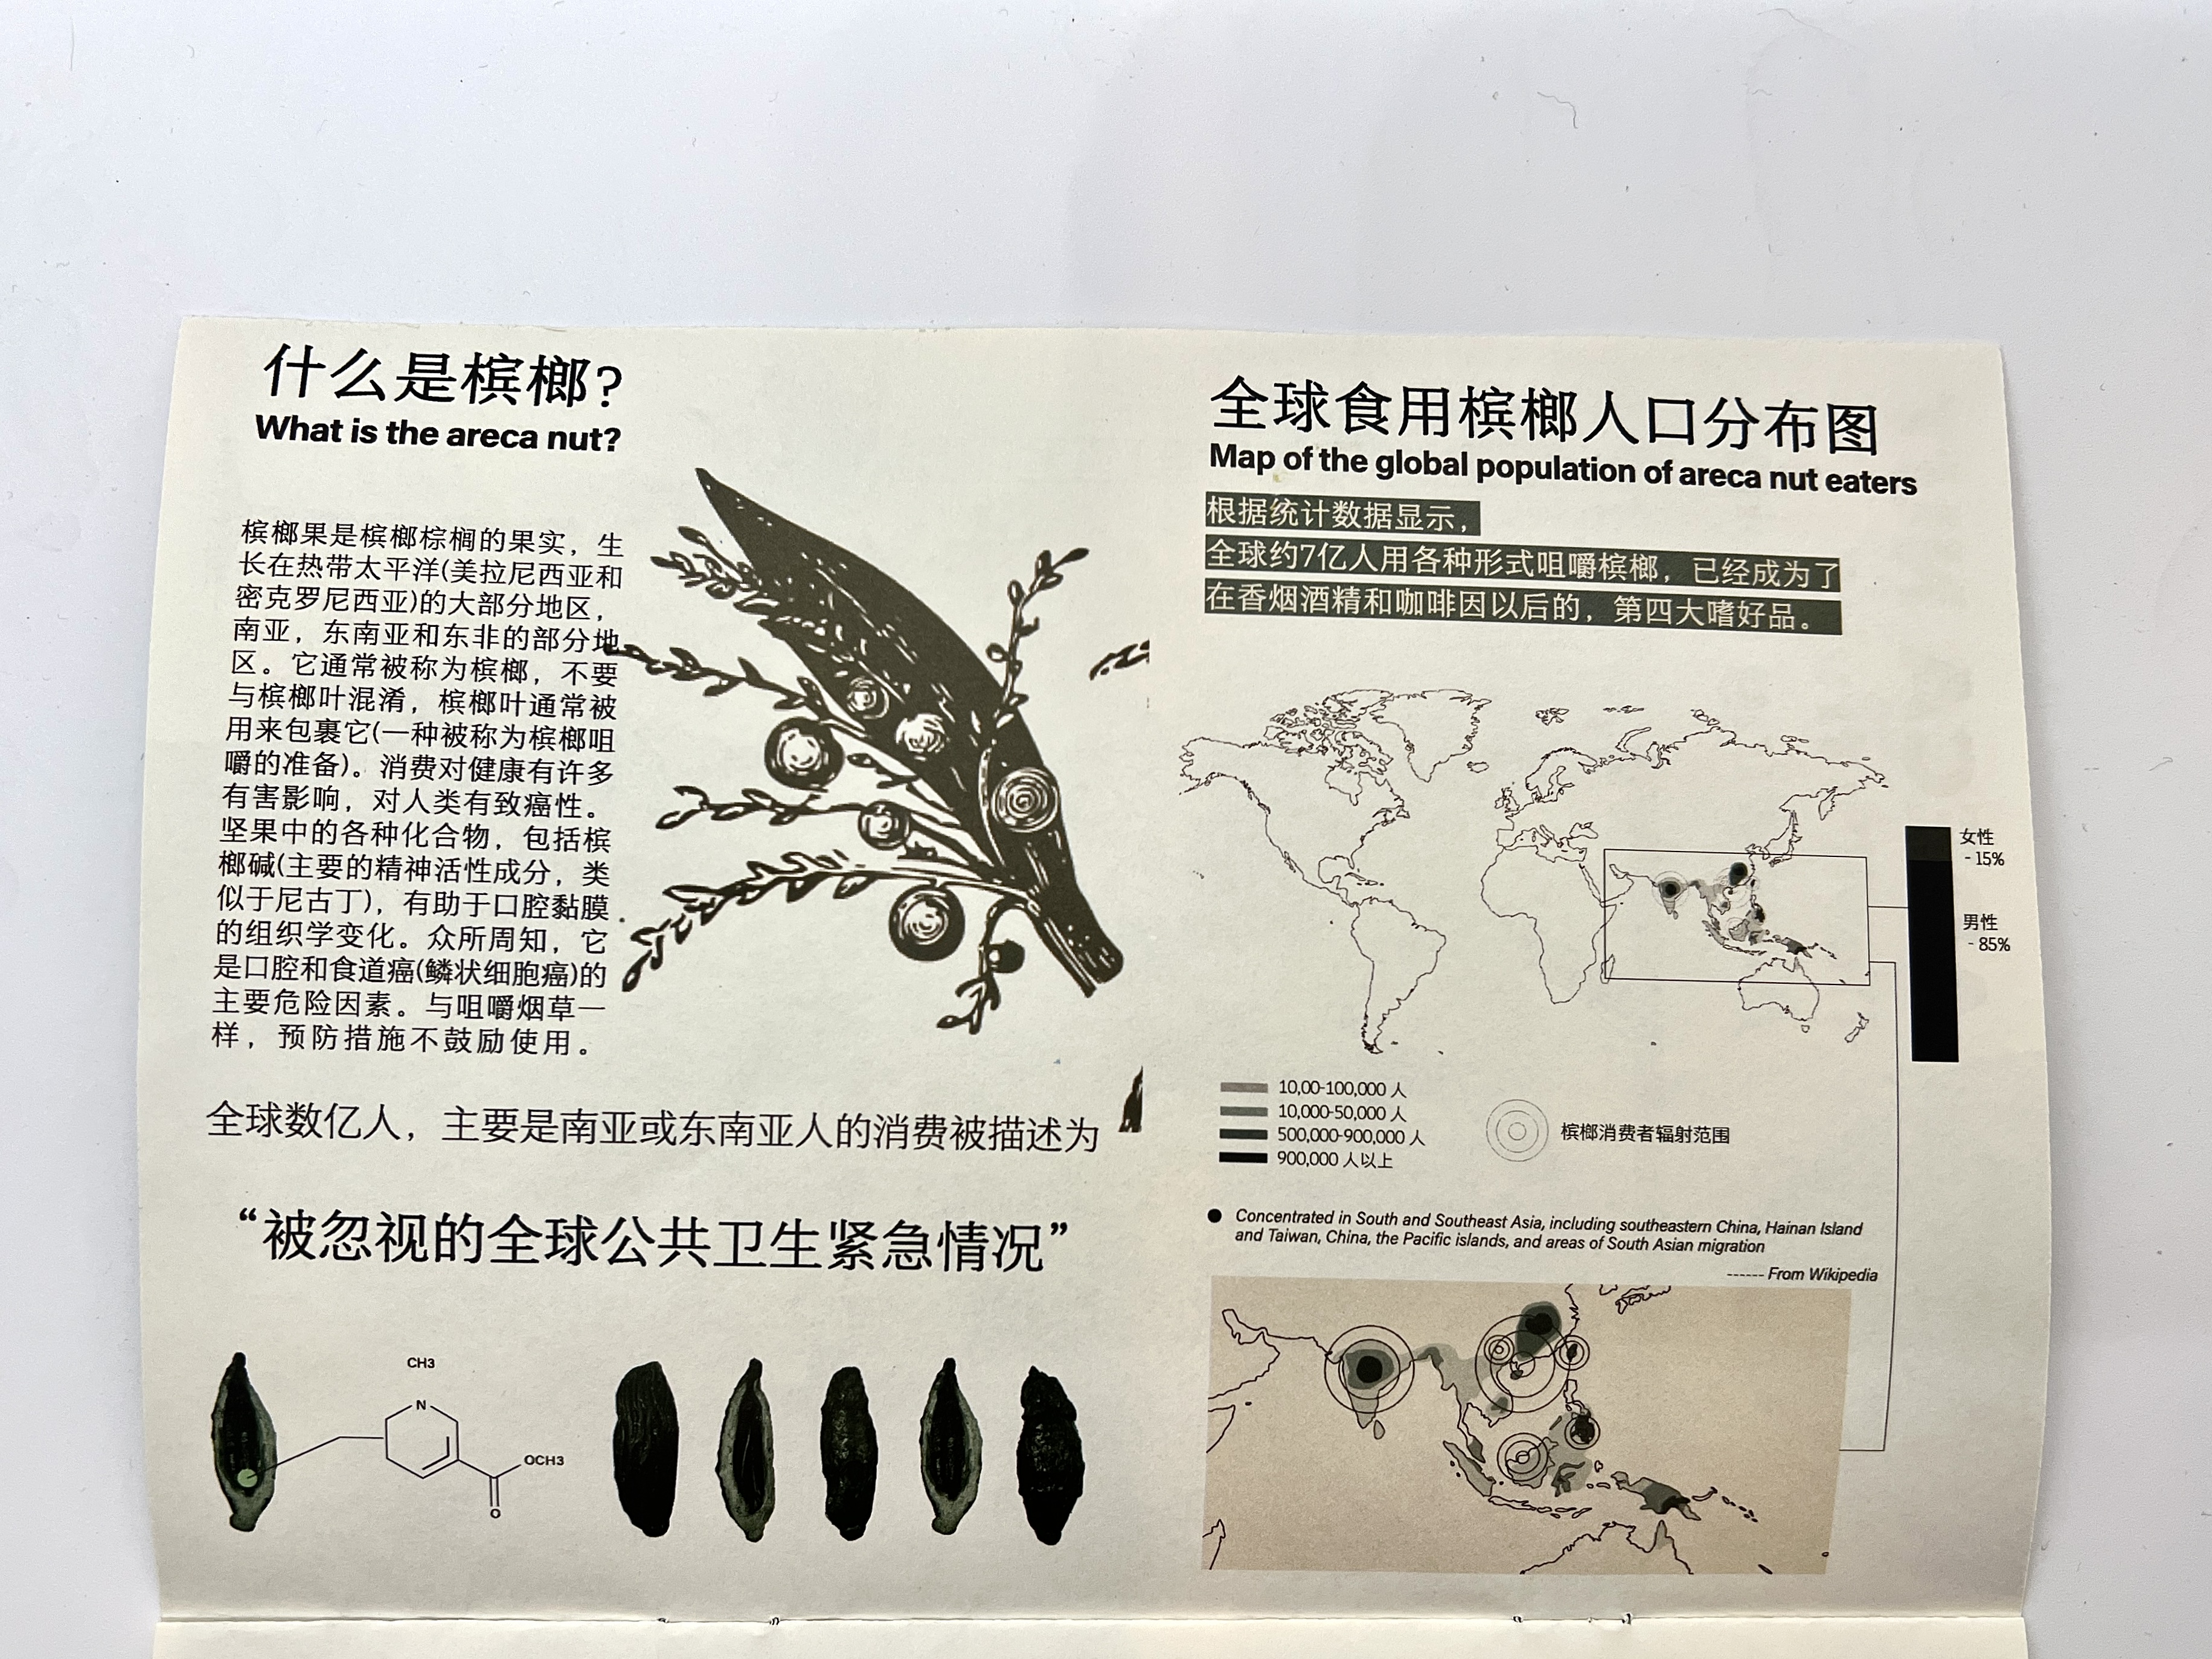 什么是槟榔?
What is the areca nut?
槟榔果是槟榔棕榈的果实，生
长在热带太平洋(美拉尼西亚和
密克罗尼西亚)的大部分地区，
南亚，东南亚和东非的部分地
区。它通常被称为槟榔，不要
与槟榔叶混淆，槟榔叶通常被
用来包裹它(一种被称为槟榔咀
嚼的准备)。消费对健康有许多
有害影响，对人类有致癌性。
坚果中的各种化合物，包括槟
榔碱(主要的精神活性成分，类
似于尼古丁)，有助于口腔黏膜
的组织学变化。众所周知，它
是口腔和食道癌(鳞状细胞癌)的
主要危险因素。与咀嚼烟草一
样，预防措施不鼓励使用。
全球数亿人，主要是南亚或东南亚人的消费被描述为
“被忽视的全球公共卫生紧急情况”
CH3
N
OCH3
O
全球食用槟榔人口分布图
Map of the global population of areca nut eaters
根据统计数据显示，
全球约7亿人用各种形式咀嚼槟榔，已经成为了
在香烟酒精和咖啡因以后的，第四大嗜好品。
女性
- 15%
男性
- 85%
10,00-100,000 人
10,000-50,000 人
500,000-900,000 人
900,000 人以上
槟榔消费者辐射范围
Concentrated in South and Southeast Asia, including southeastern China, Hainan Island
and Taiwan, China, the Pacific islands, and areas of South Asian migration
------ From Wikipedia